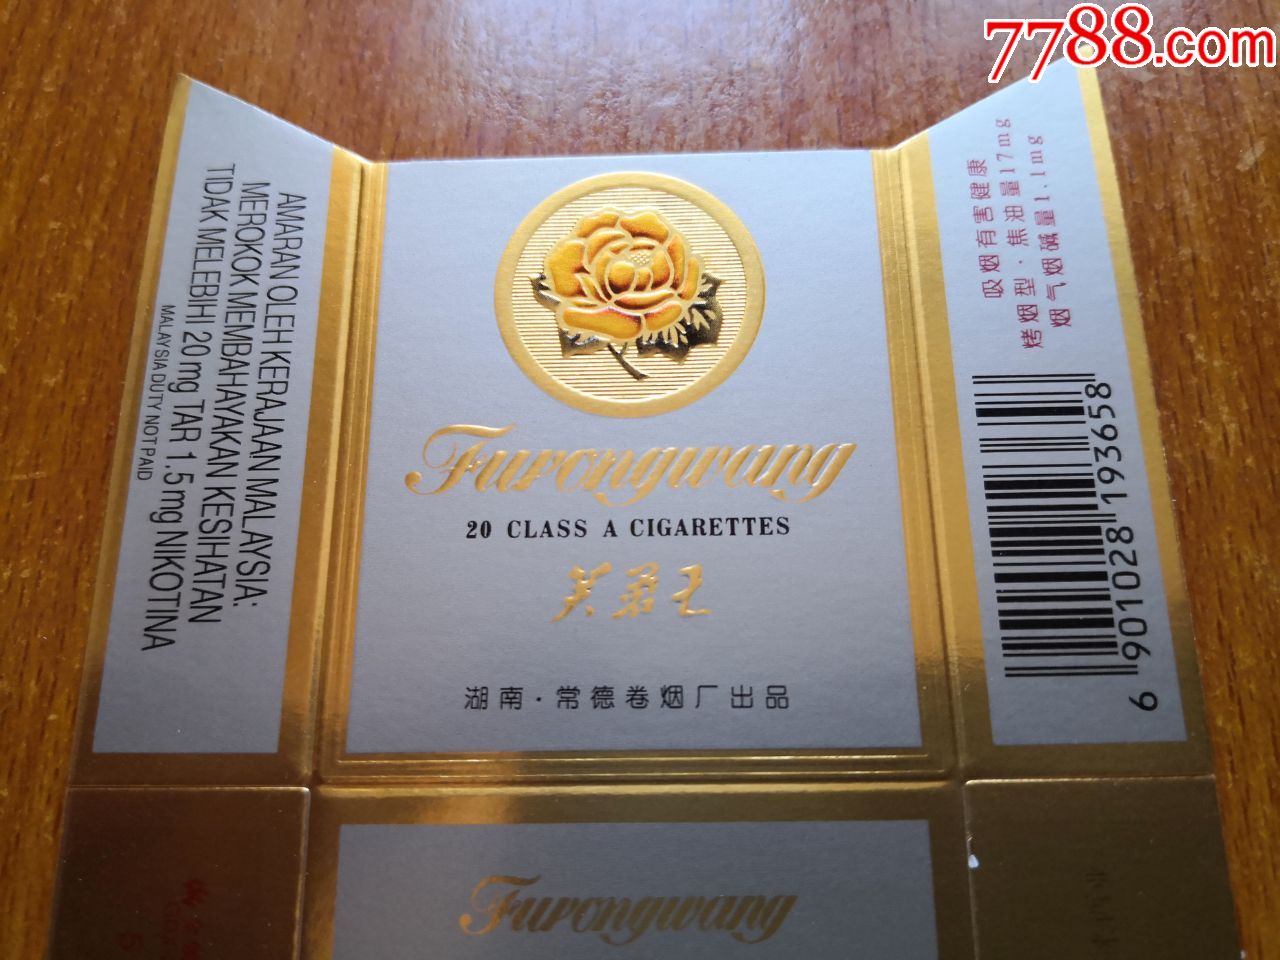 7788.com
AMARAN OLEH KERAJAAN MALAYSIA:
MEROKOK MEMBAHAYAKAN KESIHATAN
TIDAK MELEBIHI 20 mg TAR 1.5 mg NIKOTINA
MALAYSIA DUTY NOT PAID
Furongwang
20 CLASS A CIGARETTES
芙蓉王
湖南·常德卷烟厂出品
吸烟有害健康
烤烟型·焦油量17mg
烟气烟碱量1.1mg
6 901028 193658
Furongwang